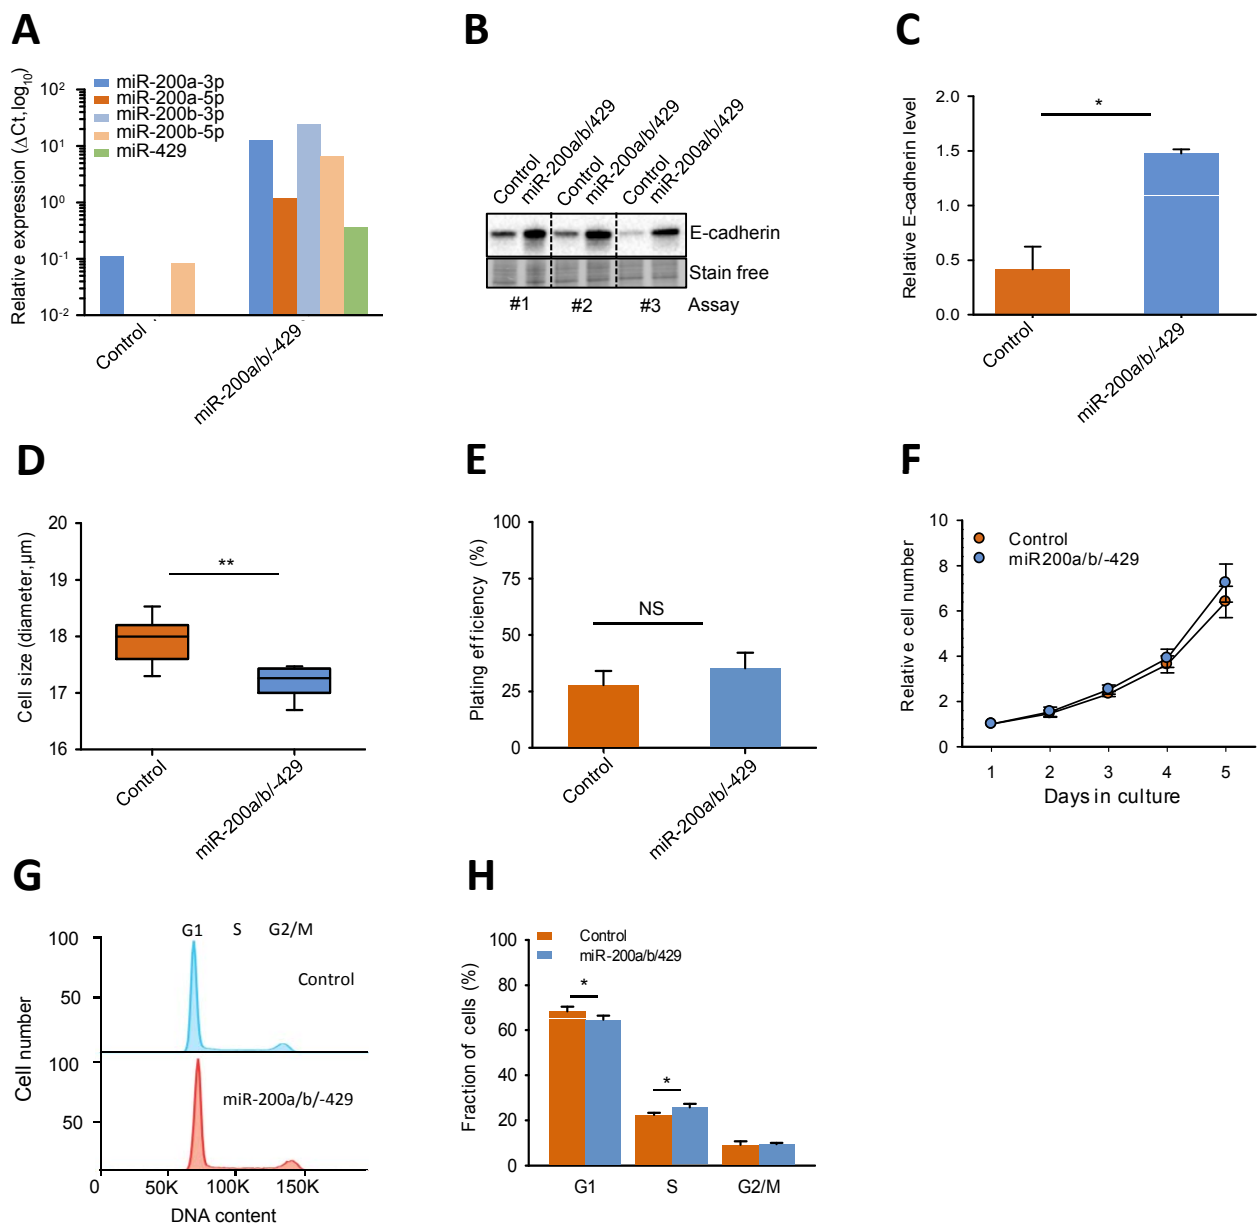 A
Relative expression (ΔCt,log10)
10²
10¹
10⁰
10⁻¹
10⁻²
miR-200a-3p
miR-200a-5p
miR-200b-3p
miR-200b-5p
miR-429
Control
miR-200a/b/-429
B
Control
miR-200a/b/429
Control
miR-200a/b/429
Control
miR-200a/b/429
E-cadherin
Stain free
#1 #2 #3 Assay
C
Relative E-cadherin level
2.0
1.5
1.0
0.5
0.0
*
Control
miR-200a/b/-429
D
Cell size (diameter,μm)
20
19
18
17
16
**
Control
miR-200a/b/-429
E
Plating efficiency (%)
100
75
50
25
0
NS
Control
miR-200a/b/-429
F
Relative cell number
10
8
6
4
2
0
Control
miR200a/b/-429
1 2 3 4 5
Days in culture
G
Cell number
G1 S G2/M
100
50
Control
100
50
miR-200a/b/-429
0 50K 100K 150K
DNA content
H
Fraction of cells (%)
100
80
60
40
20
0
Control
miR-200a/b/429
*
*
G1 S G2/M